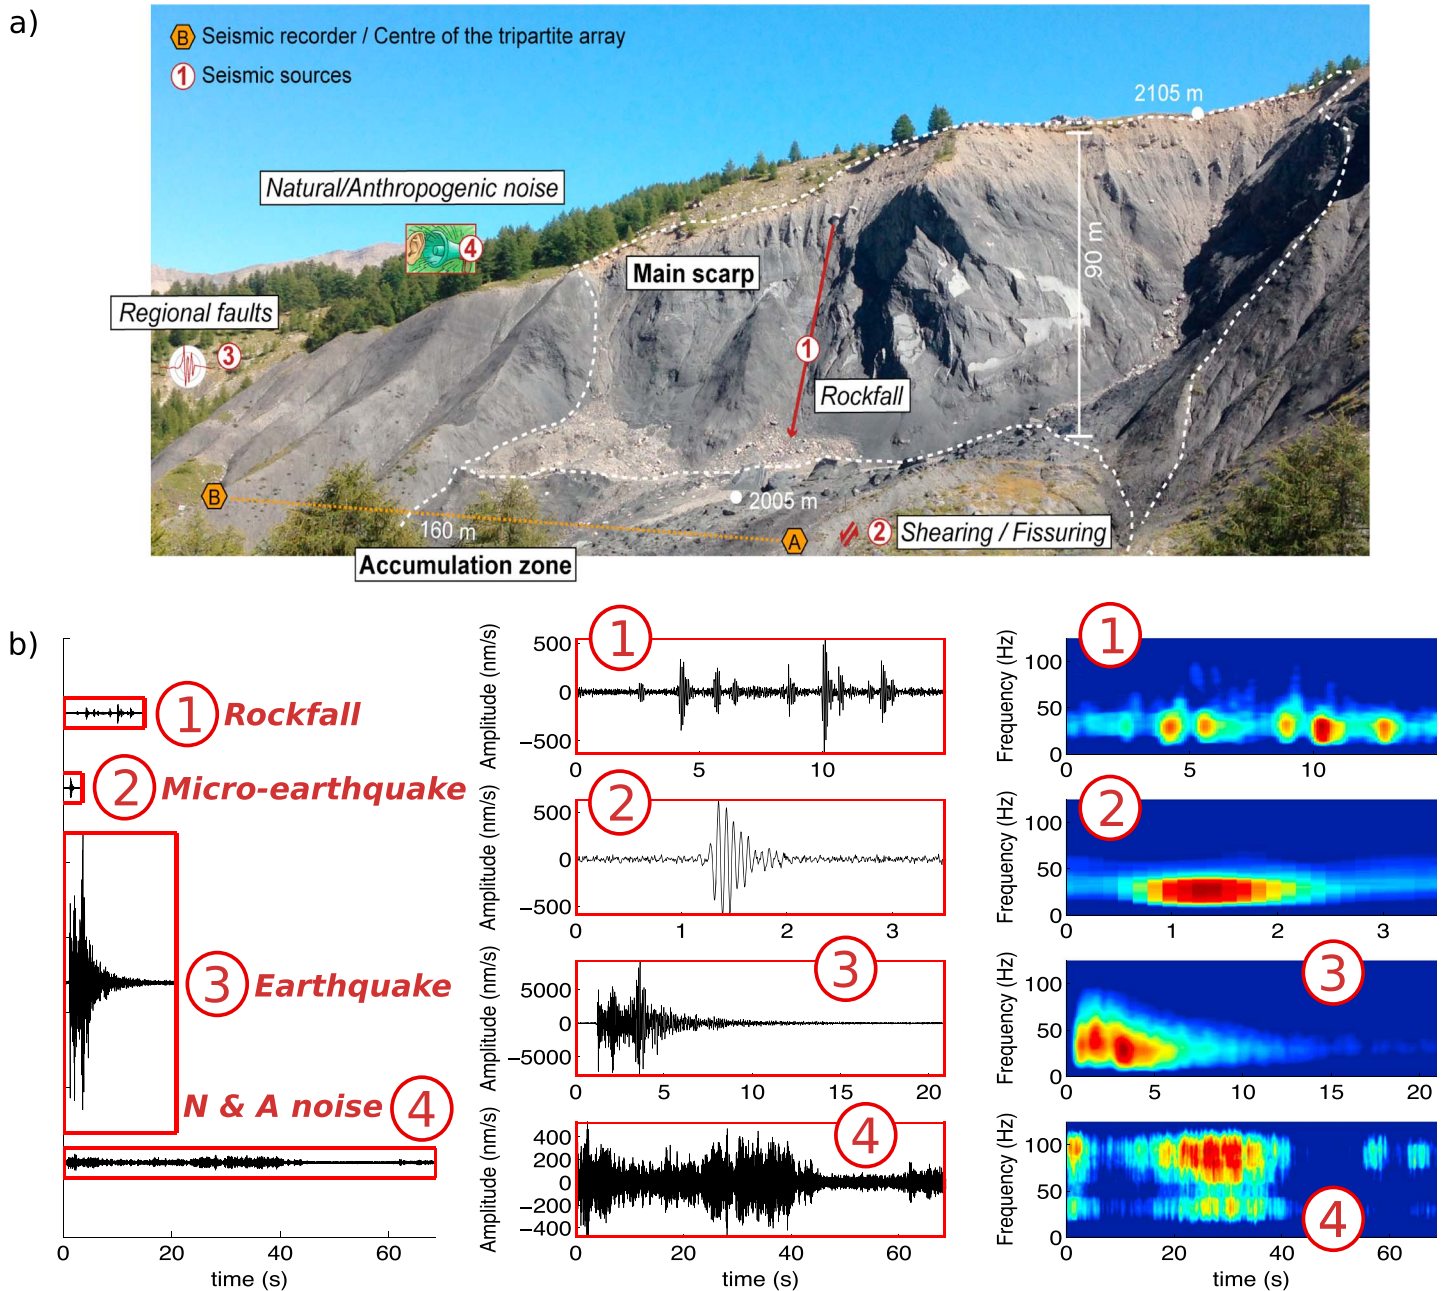 a)
B Seismic recorder / Centre of the tripartite array
1 Seismic sources
2105 m
Natural/Anthropogenic noise
4
90 m
Main scarp
Regional faults
3
1
Rockfall
B
2005 m
160 m
A
2 Shearing / Fissuring
Accumulation zone
b)
1 Rockfall
2 Micro-earthquake
3 Earthquake
N & A noise 4
0 20 40 60
time (s)
1
Amplitude (nm/s)
500
0
−500
0 5 10
2
Amplitude (nm/s)
500
0
−500
0 1 2 3
3
Amplitude (nm/s)
5000
0
−5000
0 5 10 15 20
4
Amplitude (nm/s)
400
200
0
−200
−400
0 20 40 60
time (s)
1
Frequency (Hz)
100
50
0
0 5 10
2
Frequency (Hz)
100
50
0
0 1 2 3
3
Frequency (Hz)
100
50
0
0 5 10 15 20
4
Frequency (Hz)
100
50
0
0 20 40 60
time (s)